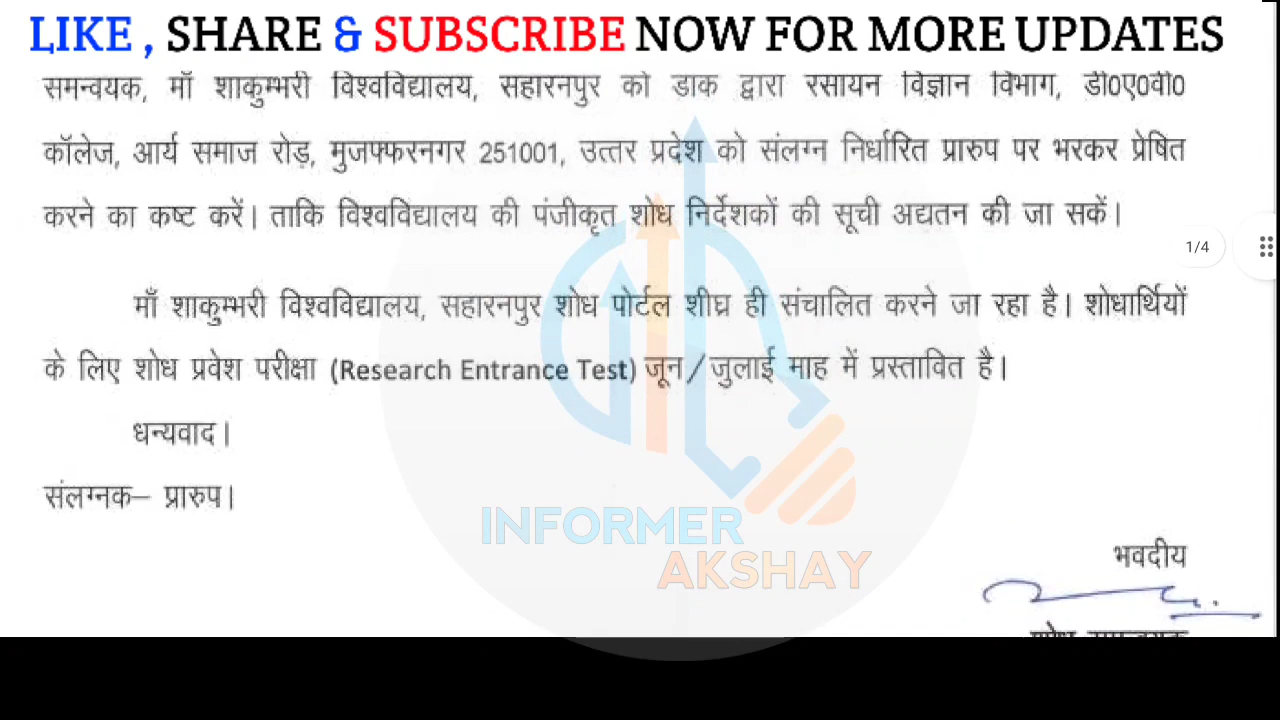 LIKE , SHARE & SUBSCRIBE NOW FOR MORE UPDATES
समन्वयक, माँ शाकुम्भरी विश्वविद्यालय, सहारनपुर को डाक द्वारा रसायन विज्ञान विभाग, डी०ए०वी०
कॉलेज, आर्य समाज रोड़, मुजफ्फरनगर 251001, उत्तर प्रदेश को संलग्न निर्धारित प्रारुप पर भरकर प्रेषित
करने का कष्ट करें। ताकि विश्वविद्यालय की पंजीकृत शोध निर्देशकों की सूची अद्यतन की जा सकें।
1/4
माँ शाकुम्भरी विश्वविद्यालय, सहारनपुर शोध पोर्टल शीघ्र ही संचालित करने जा रहा है। शोधार्थियों
के लिए शोध प्रवेश परीक्षा (Research Entrance Test) जून/जुलाई माह में प्रस्तावित है।
धन्यवाद।
संलग्नक– प्रारुप।
INFORMER
AKSHAY
भवदीय